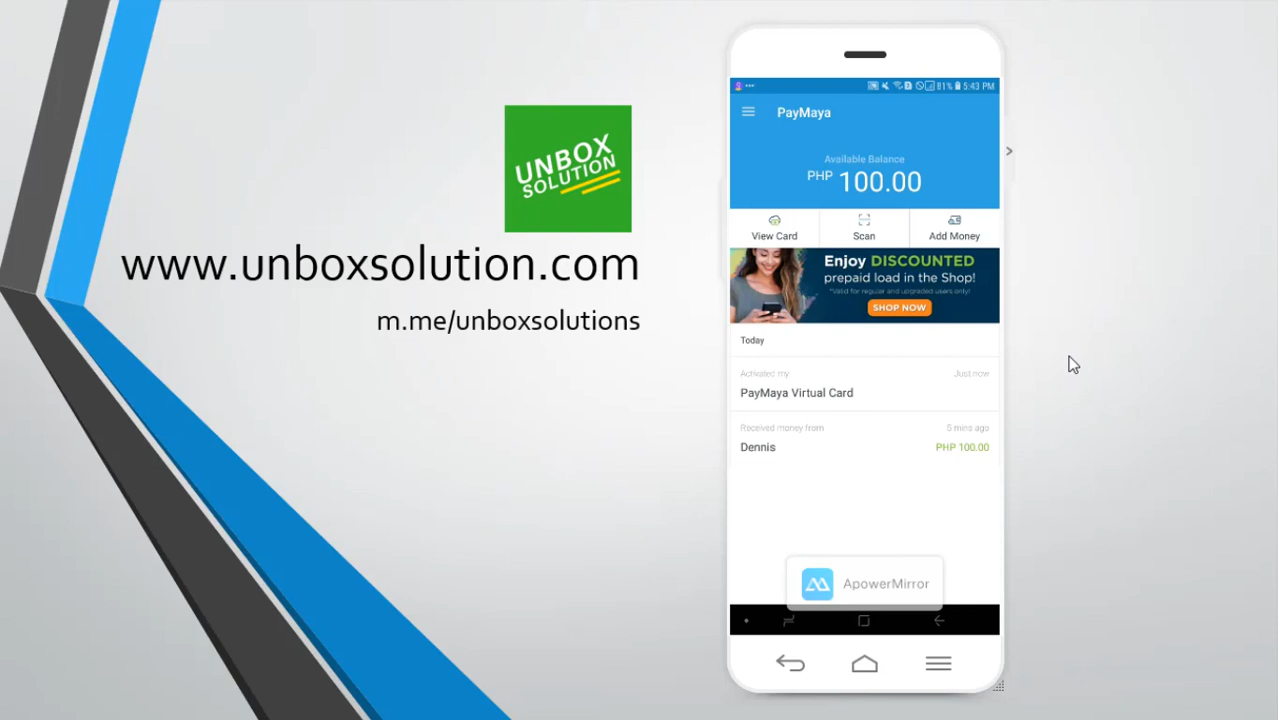 UNBOX
SOLUTION
www.unboxsolution.com
m.me/unboxsolutions
81% 5:43 PM
PayMaya
Available Balance
PHP 100.00
View Card Scan Add Money
Enjoy DISCOUNTED
prepaid load in the Shop!
*Valid for regular and upgraded users only!
SHOP NOW
Today
Activated my Just now
PayMaya Virtual Card
Received money from 5 mins ago
Dennis PHP 100.00
ApowerMirror